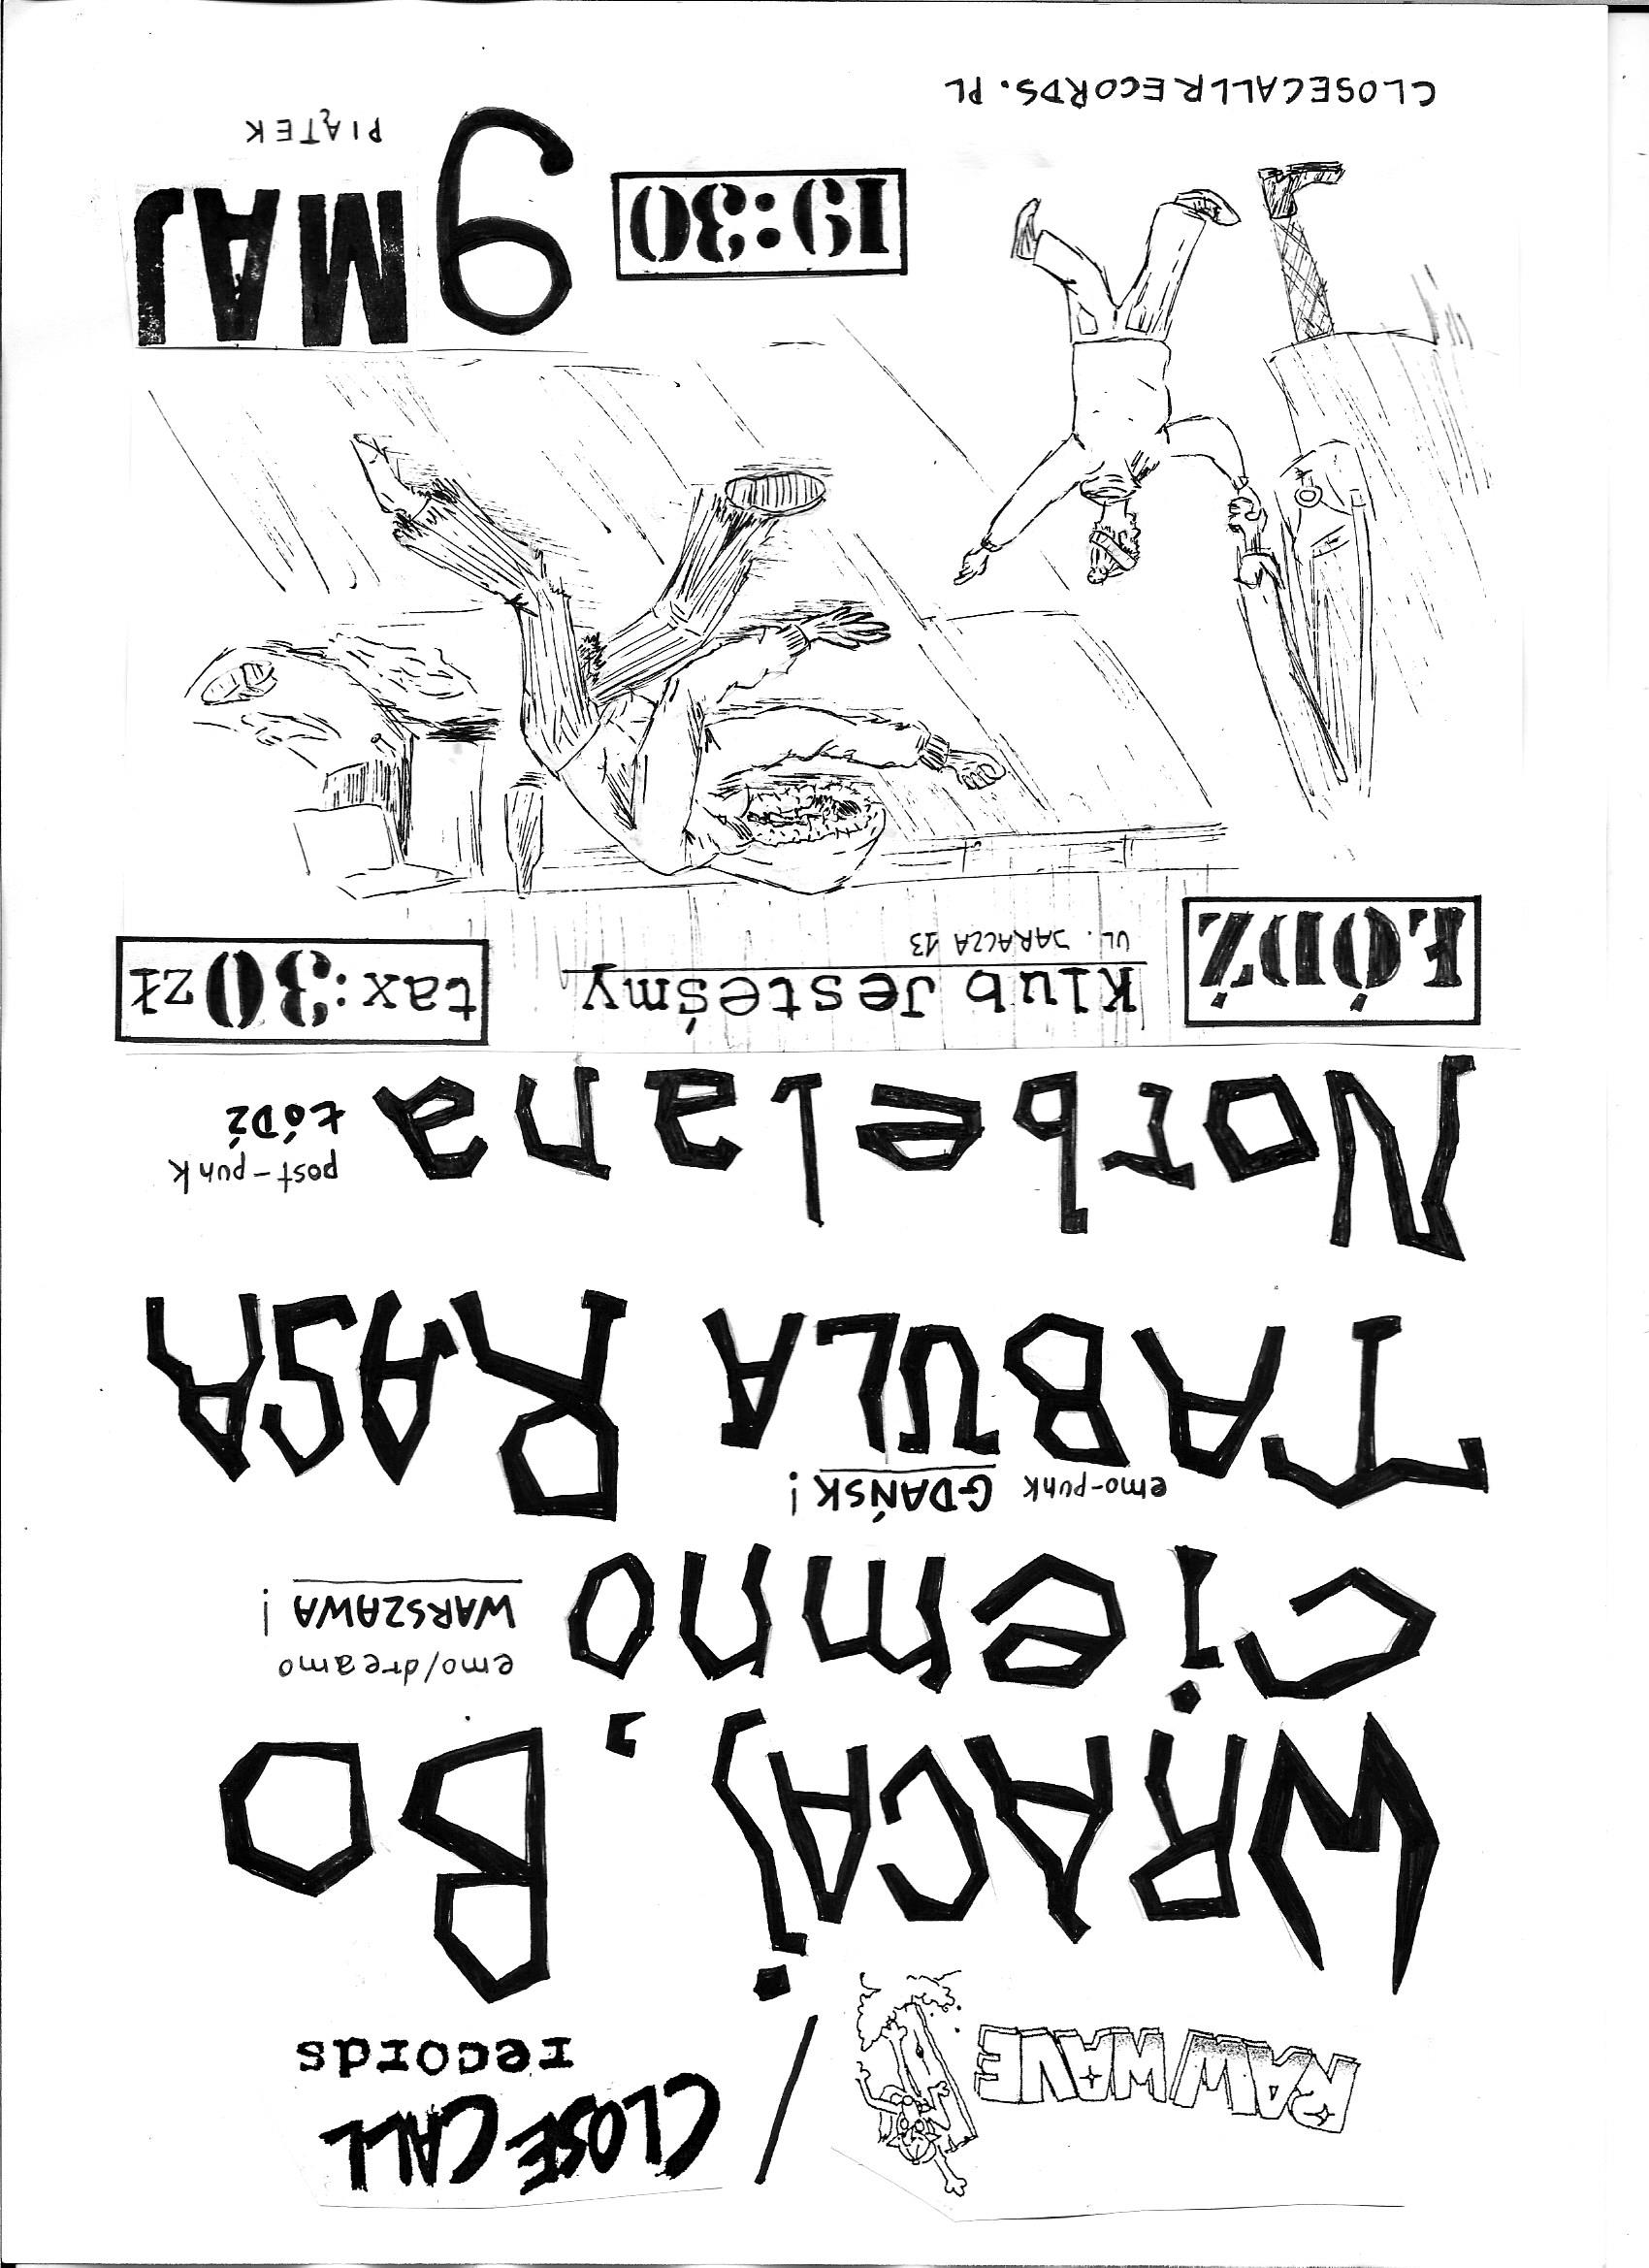 RAW WAVE / CLOSE CALL
records
WRACAJ, BO
ciemno
emo/dreamo
WARSZAWA!
emo-punk GDAŃSK!
TABULA RASA
Norbelana
post-punk
ŁÓDŹ
ŁÓDŹ
Klub Jesteśmy
UL. JARACZA 13
tax: 30 zł
19:30
9 MAJ
PIĄTEK
CLOSECALLRECORDS.PL